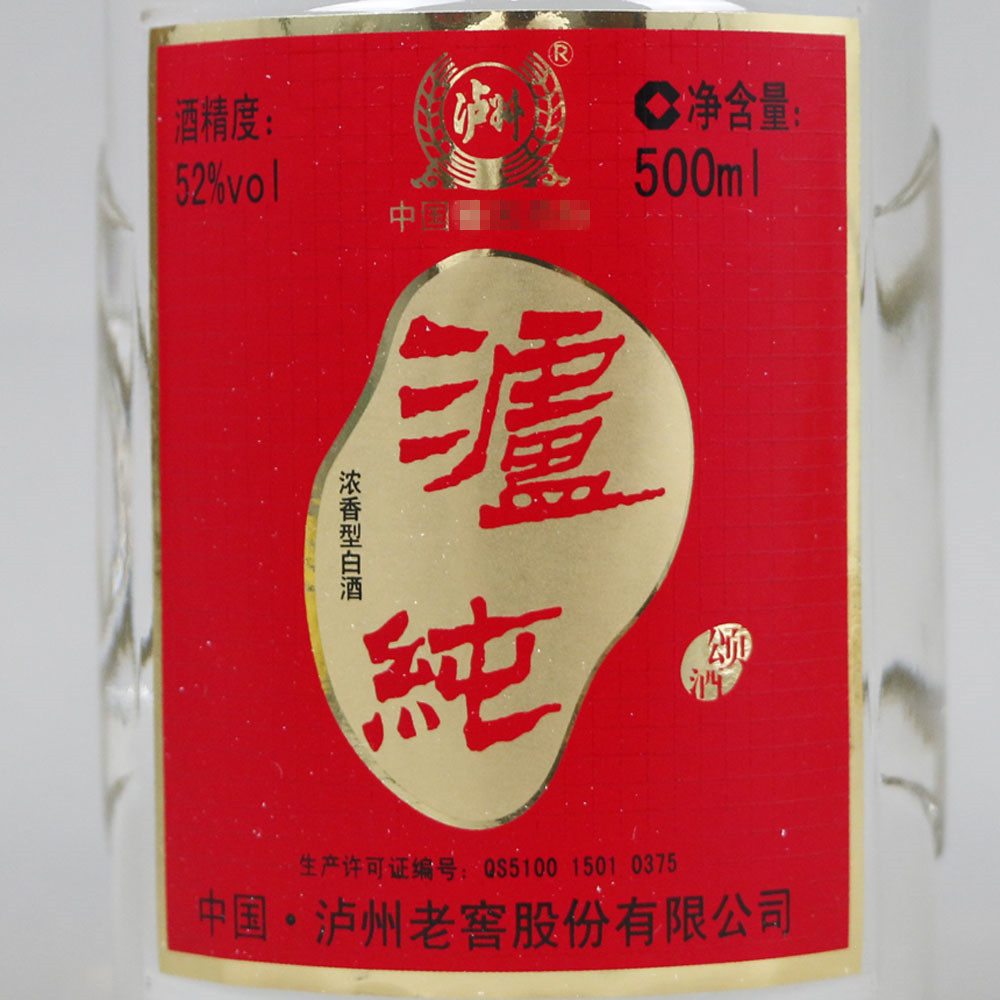 酒精度:
52%vol
泸州
®
净含量:
500ml
中国
瀘
純
浓香型白酒
颂
酒
生产许可证编号: QS5100 1501 0375
中国·泸州老窖股份有限公司